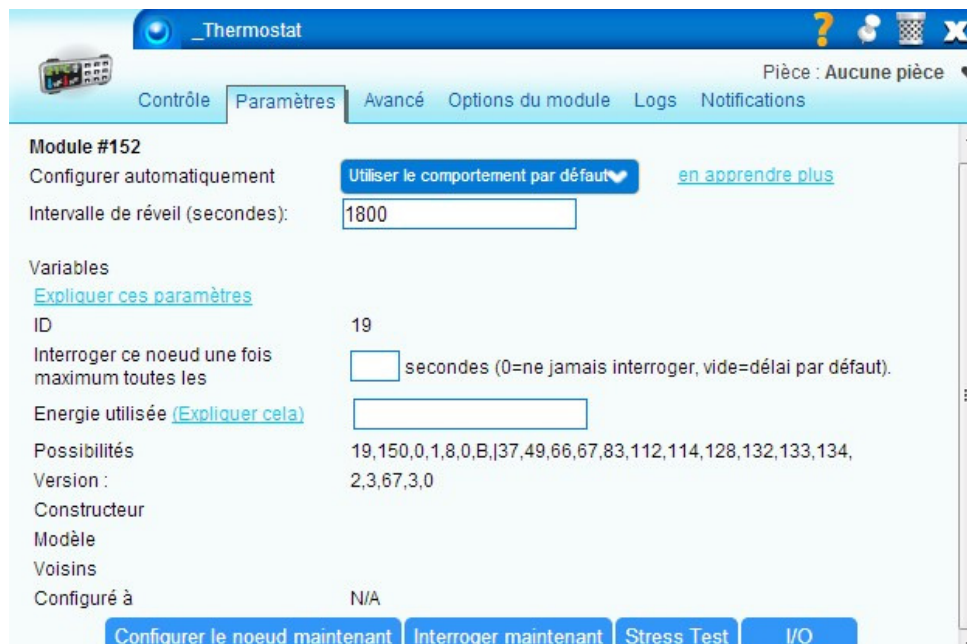 _Thermostat
Pièce : Aucune pièce
Contrôle Paramètres Avancé Options du module Logs Notifications
Module #152
Configurer automatiquement Utiliser le comportement par défaut en apprendre plus
Intervalle de réveil (secondes): 1800
Variables
Expliquer ces paramètres
ID 19
Interroger ce noeud une fois
maximum toutes les secondes (0=ne jamais interroger, vide=délai par défaut).
Energie utilisée (Expliquer cela)
Possibilités 19,150,0,1,8,0,B,|37,49,66,67,83,112,114,128,132,133,134,
Version : 2,3,67,3,0
Constructeur
Modèle
Voisins
Configuré à N/A
Configurer le noeud maintenant Interroger maintenant Stress Test I/O